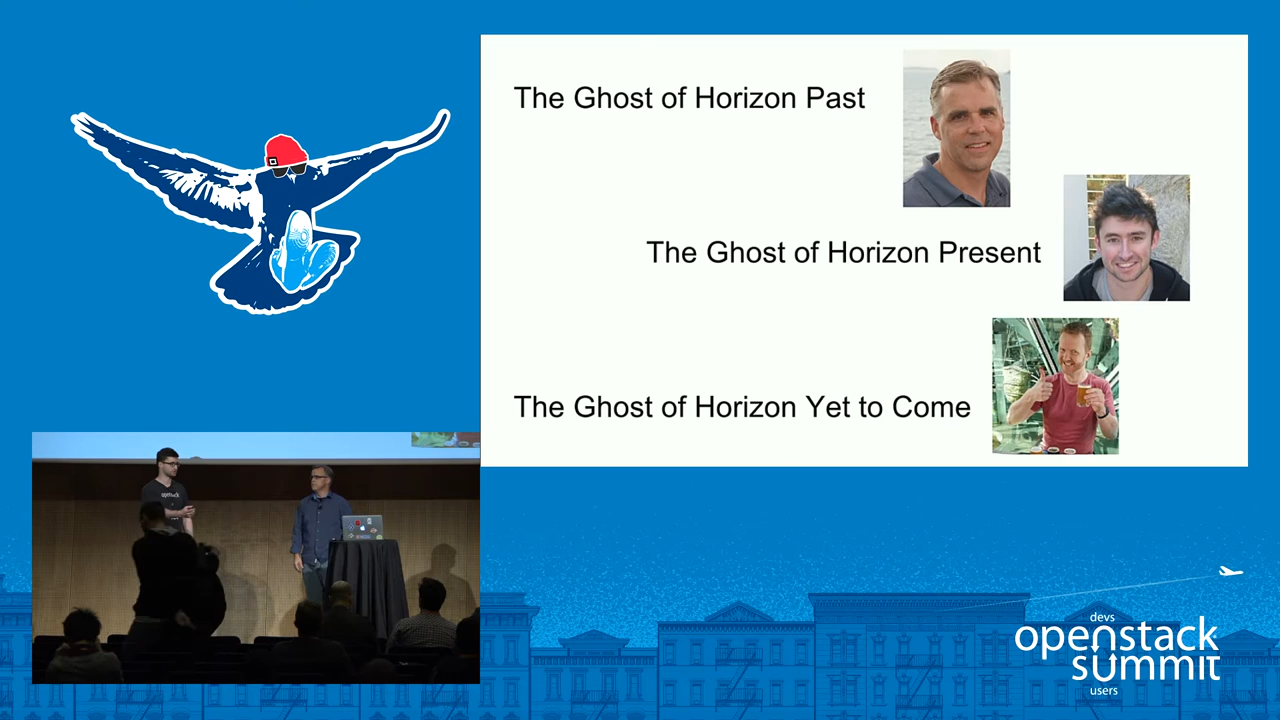 The Ghost of Horizon Past
The Ghost of Horizon Present
The Ghost of Horizon Yet to Come
openstack
devs
openstack
summit
users